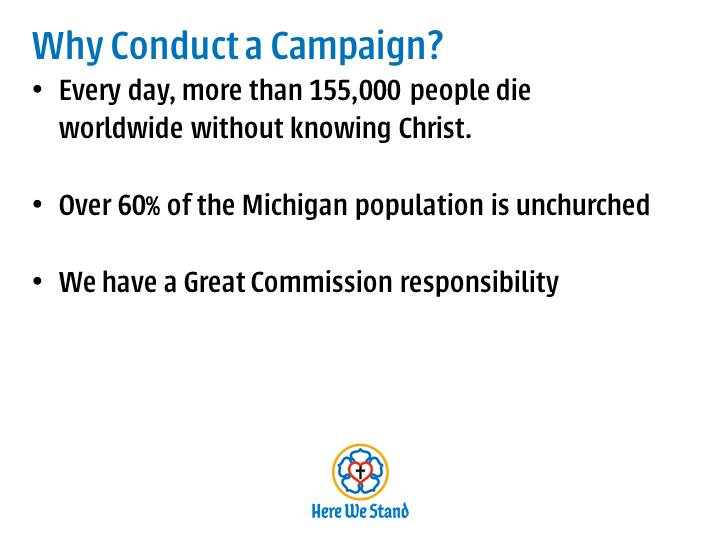 Why Conduct a Campaign?
• Every day, more than 155,000 people die
worldwide without knowing Christ.
• Over 60% of the Michigan population is unchurched
• We have a Great Commission responsibility
Here We Stand